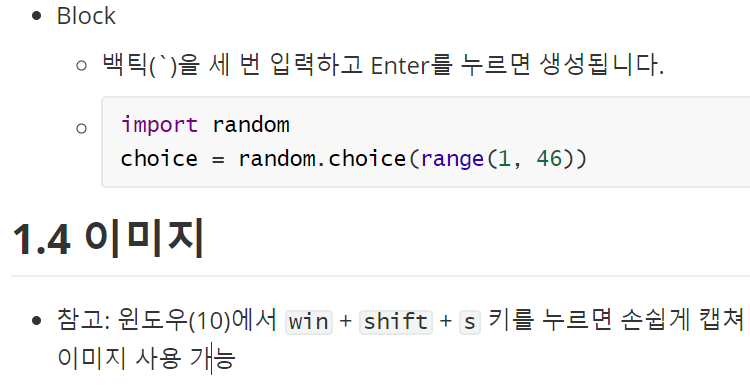 Block
백틱(`)을 세 번 입력하고 Enter를 누르면 생성됩니다.
import random
choice = random.choice(range(1, 46))
1.4 이미지
참고: 윈도우(10)에서 win + shift + s 키를 누르면 손쉽게 캡쳐
이미지 사용 가능